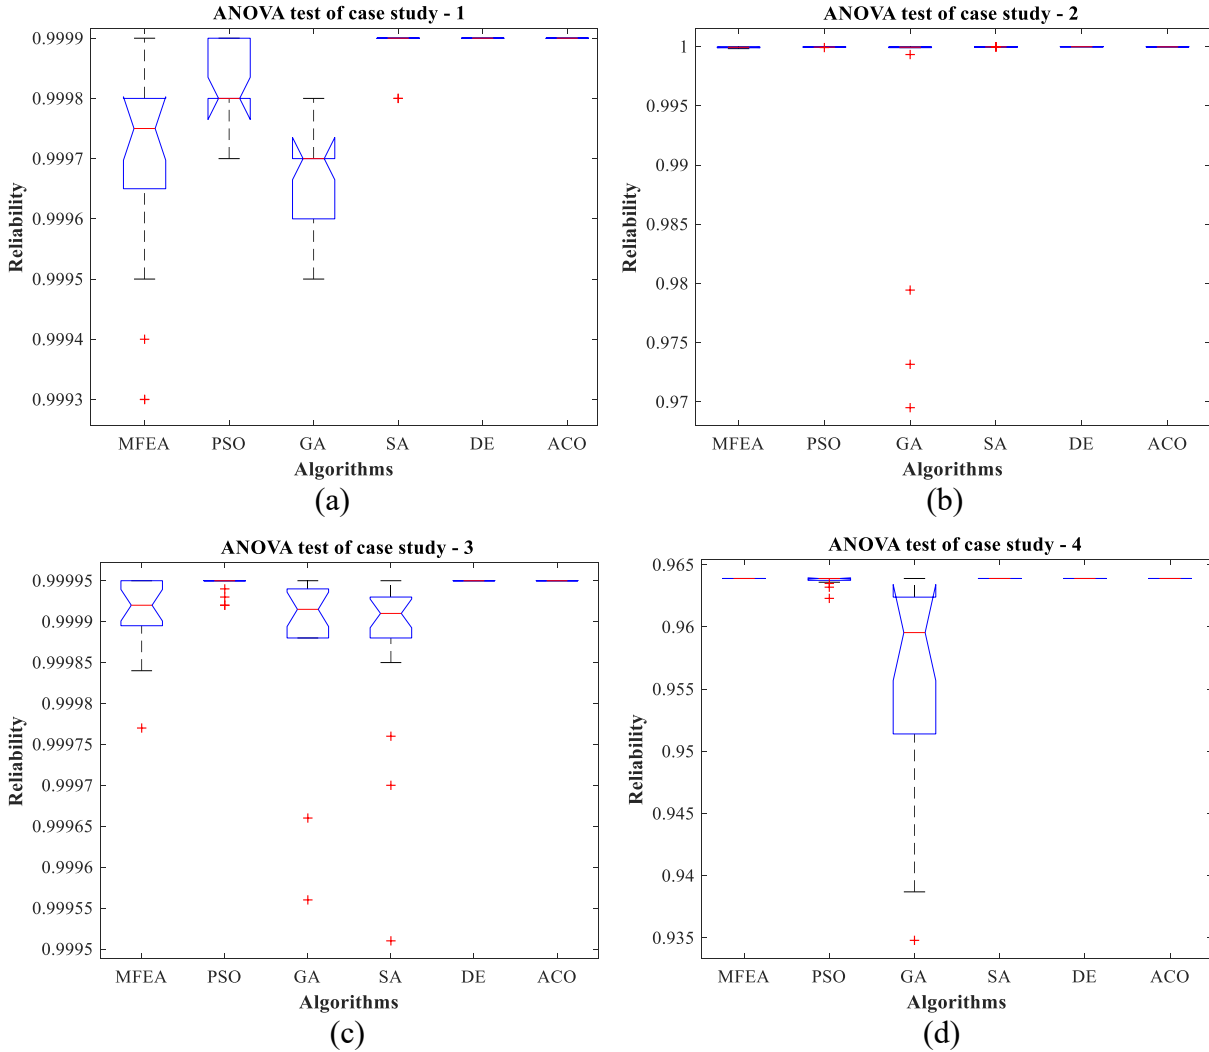 ANOVA test of case study - 1
0.9999
0.9998
0.9997
0.9996
0.9995
0.9994
0.9993
Reliability
MFEA PSO GA SA DE ACO
Algorithms
(a)
ANOVA test of case study - 2
1
0.995
0.99
0.985
0.98
0.975
0.97
Reliability
MFEA PSO GA SA DE ACO
Algorithms
(b)
ANOVA test of case study - 3
0.99995
0.9999
0.99985
0.9998
0.99975
0.9997
0.99965
0.9996
0.99955
0.9995
Reliability
MFEA PSO GA SA DE ACO
Algorithms
(c)
ANOVA test of case study - 4
0.965
0.96
0.955
0.95
0.945
0.94
0.935
Reliability
MFEA PSO GA SA DE ACO
Algorithms
(d)